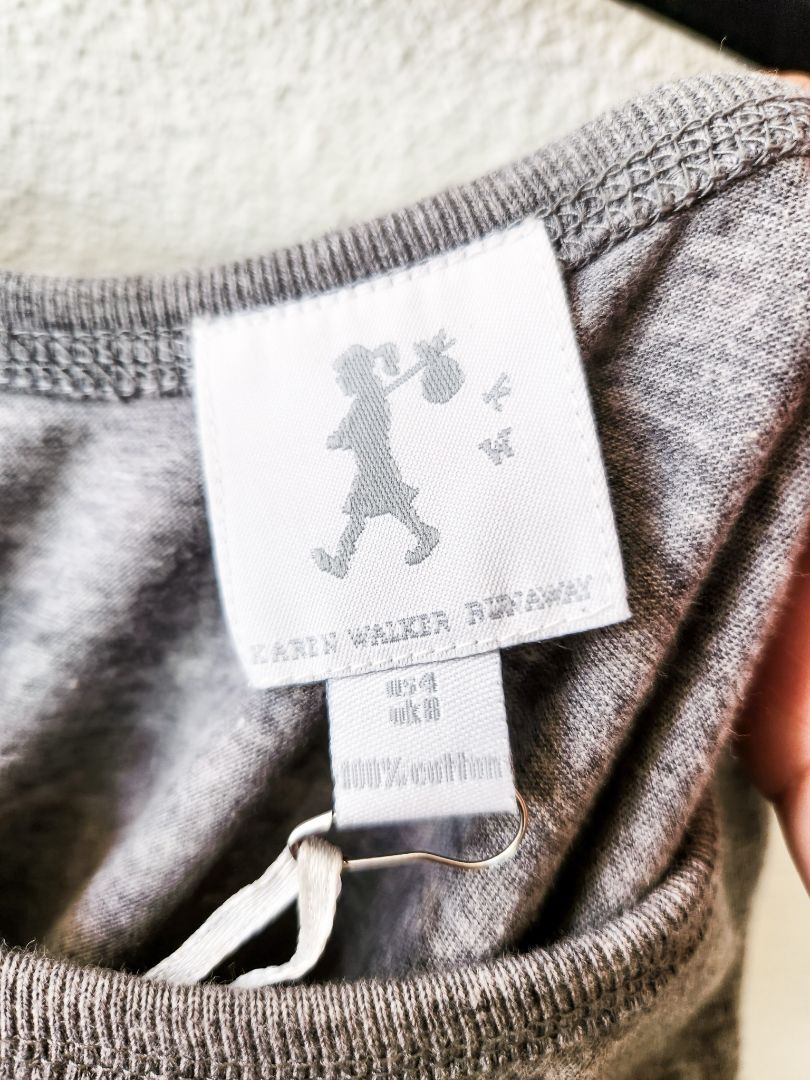 KAREN WALKER RUNAWAY
us4
uk8
100% cotton